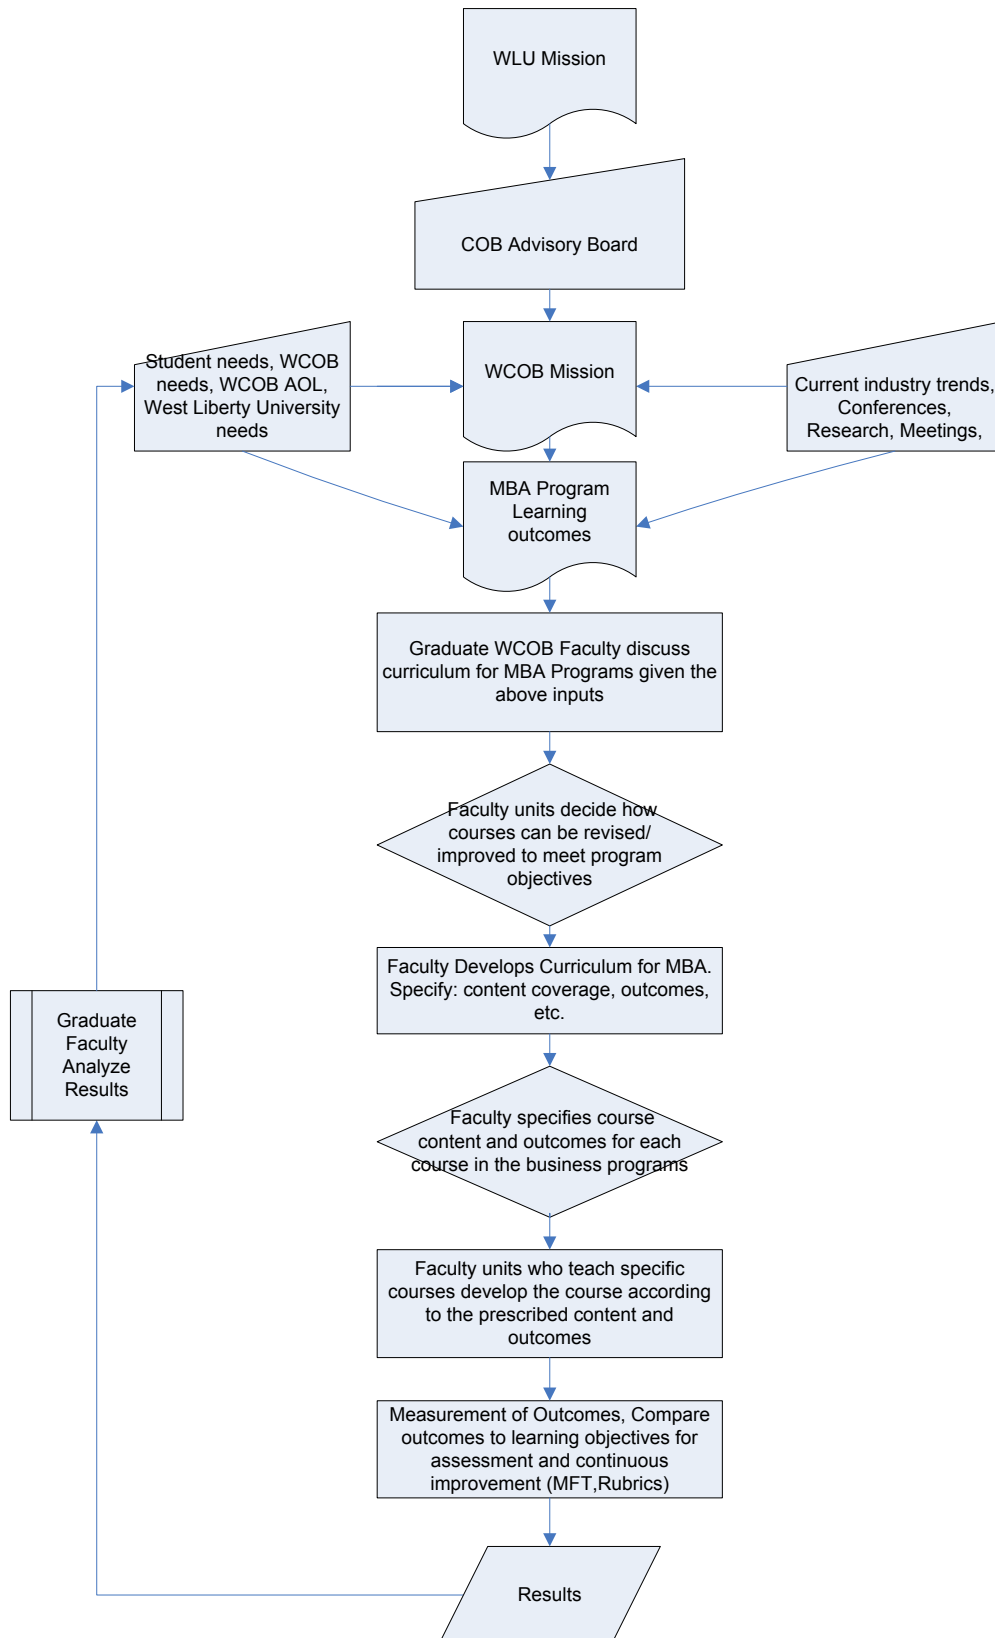 WLU Mission
COB Advisory Board
Student needs, WCOB
needs, WCOB AOL,
West Liberty University
needs
WCOB Mission
Current industry trends,
Conferences,
Research, Meetings,
MBA Program
Learning
outcomes
Graduate WCOB Faculty discuss
curriculum for MBA Programs given the
above inputs
Faculty units decide how
courses can be revised/
improved to meet program
objectives
Faculty Develops Curriculum for MBA.
Specify: content coverage, outcomes,
etc.
Graduate
Faculty
Analyze
Results
Faculty specifies course
content and outcomes for each
course in the business programs
Faculty units who teach specific
courses develop the course according
to the prescribed content and
outcomes
Measurement of Outcomes, Compare
outcomes to learning objectives for
assessment and continuous
improvement (MFT,Rubrics)
Results